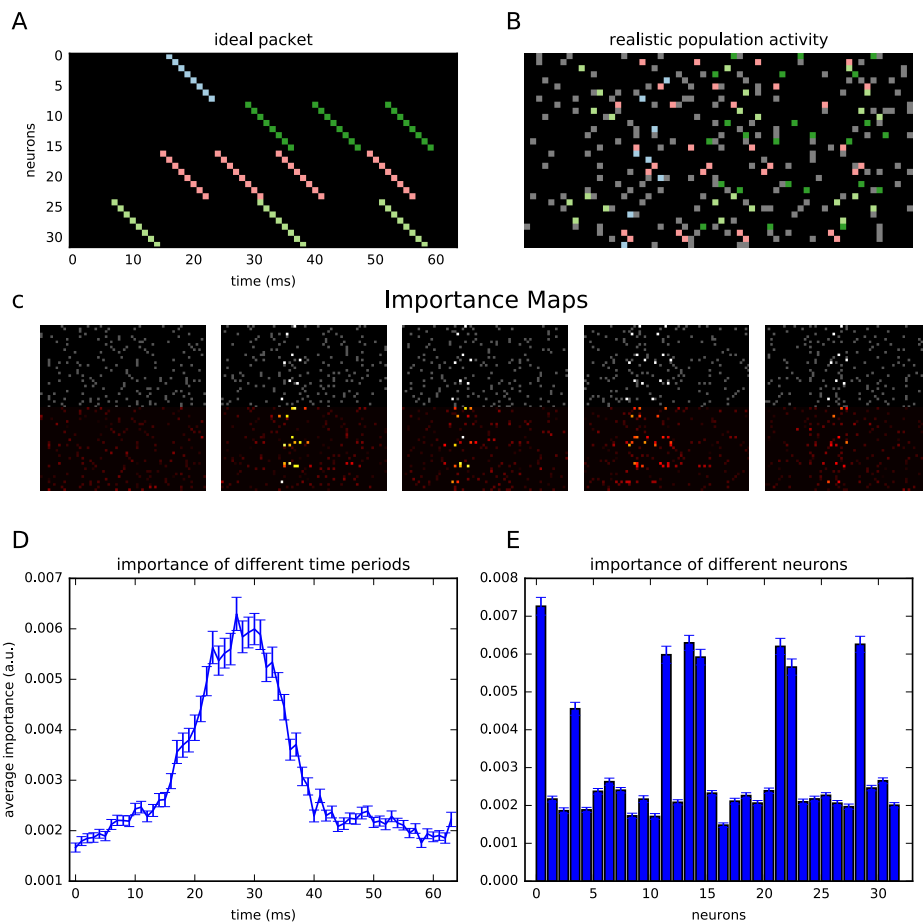 A
ideal packet
neurons
0
5
10
15
20
25
30
0 10 20 30 40 50 60
time (ms)
B
realistic population activity
c
Importance Maps
D
importance of different time periods
average importance (a.u.)
0.007
0.006
0.005
0.004
0.003
0.002
0.001
0 10 20 30 40 50 60
time (ms)
E
importance of different neurons
0.008
0.007
0.006
0.005
0.004
0.003
0.002
0.001
0.000
0 5 10 15 20 25 30
neurons